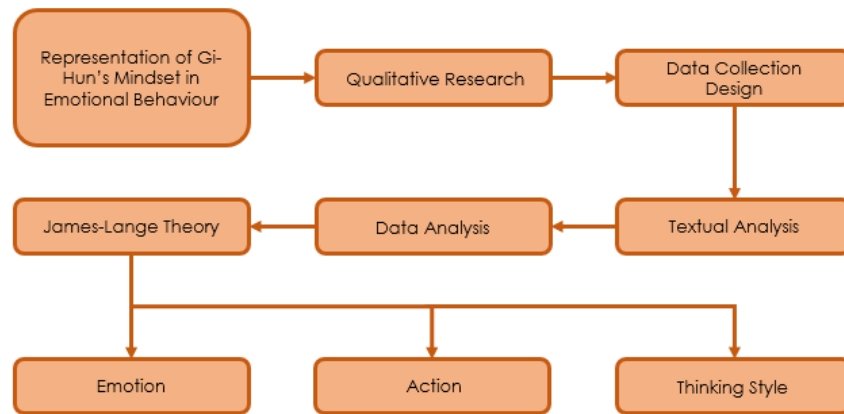 Representation of Gi-
Hun's Mindset in
Emotional Behaviour
Qualitative Research
Data Collection
Design
James-Lange Theory
Data Analysis
Textual Analysis
Emotion
Action
Thinking Style